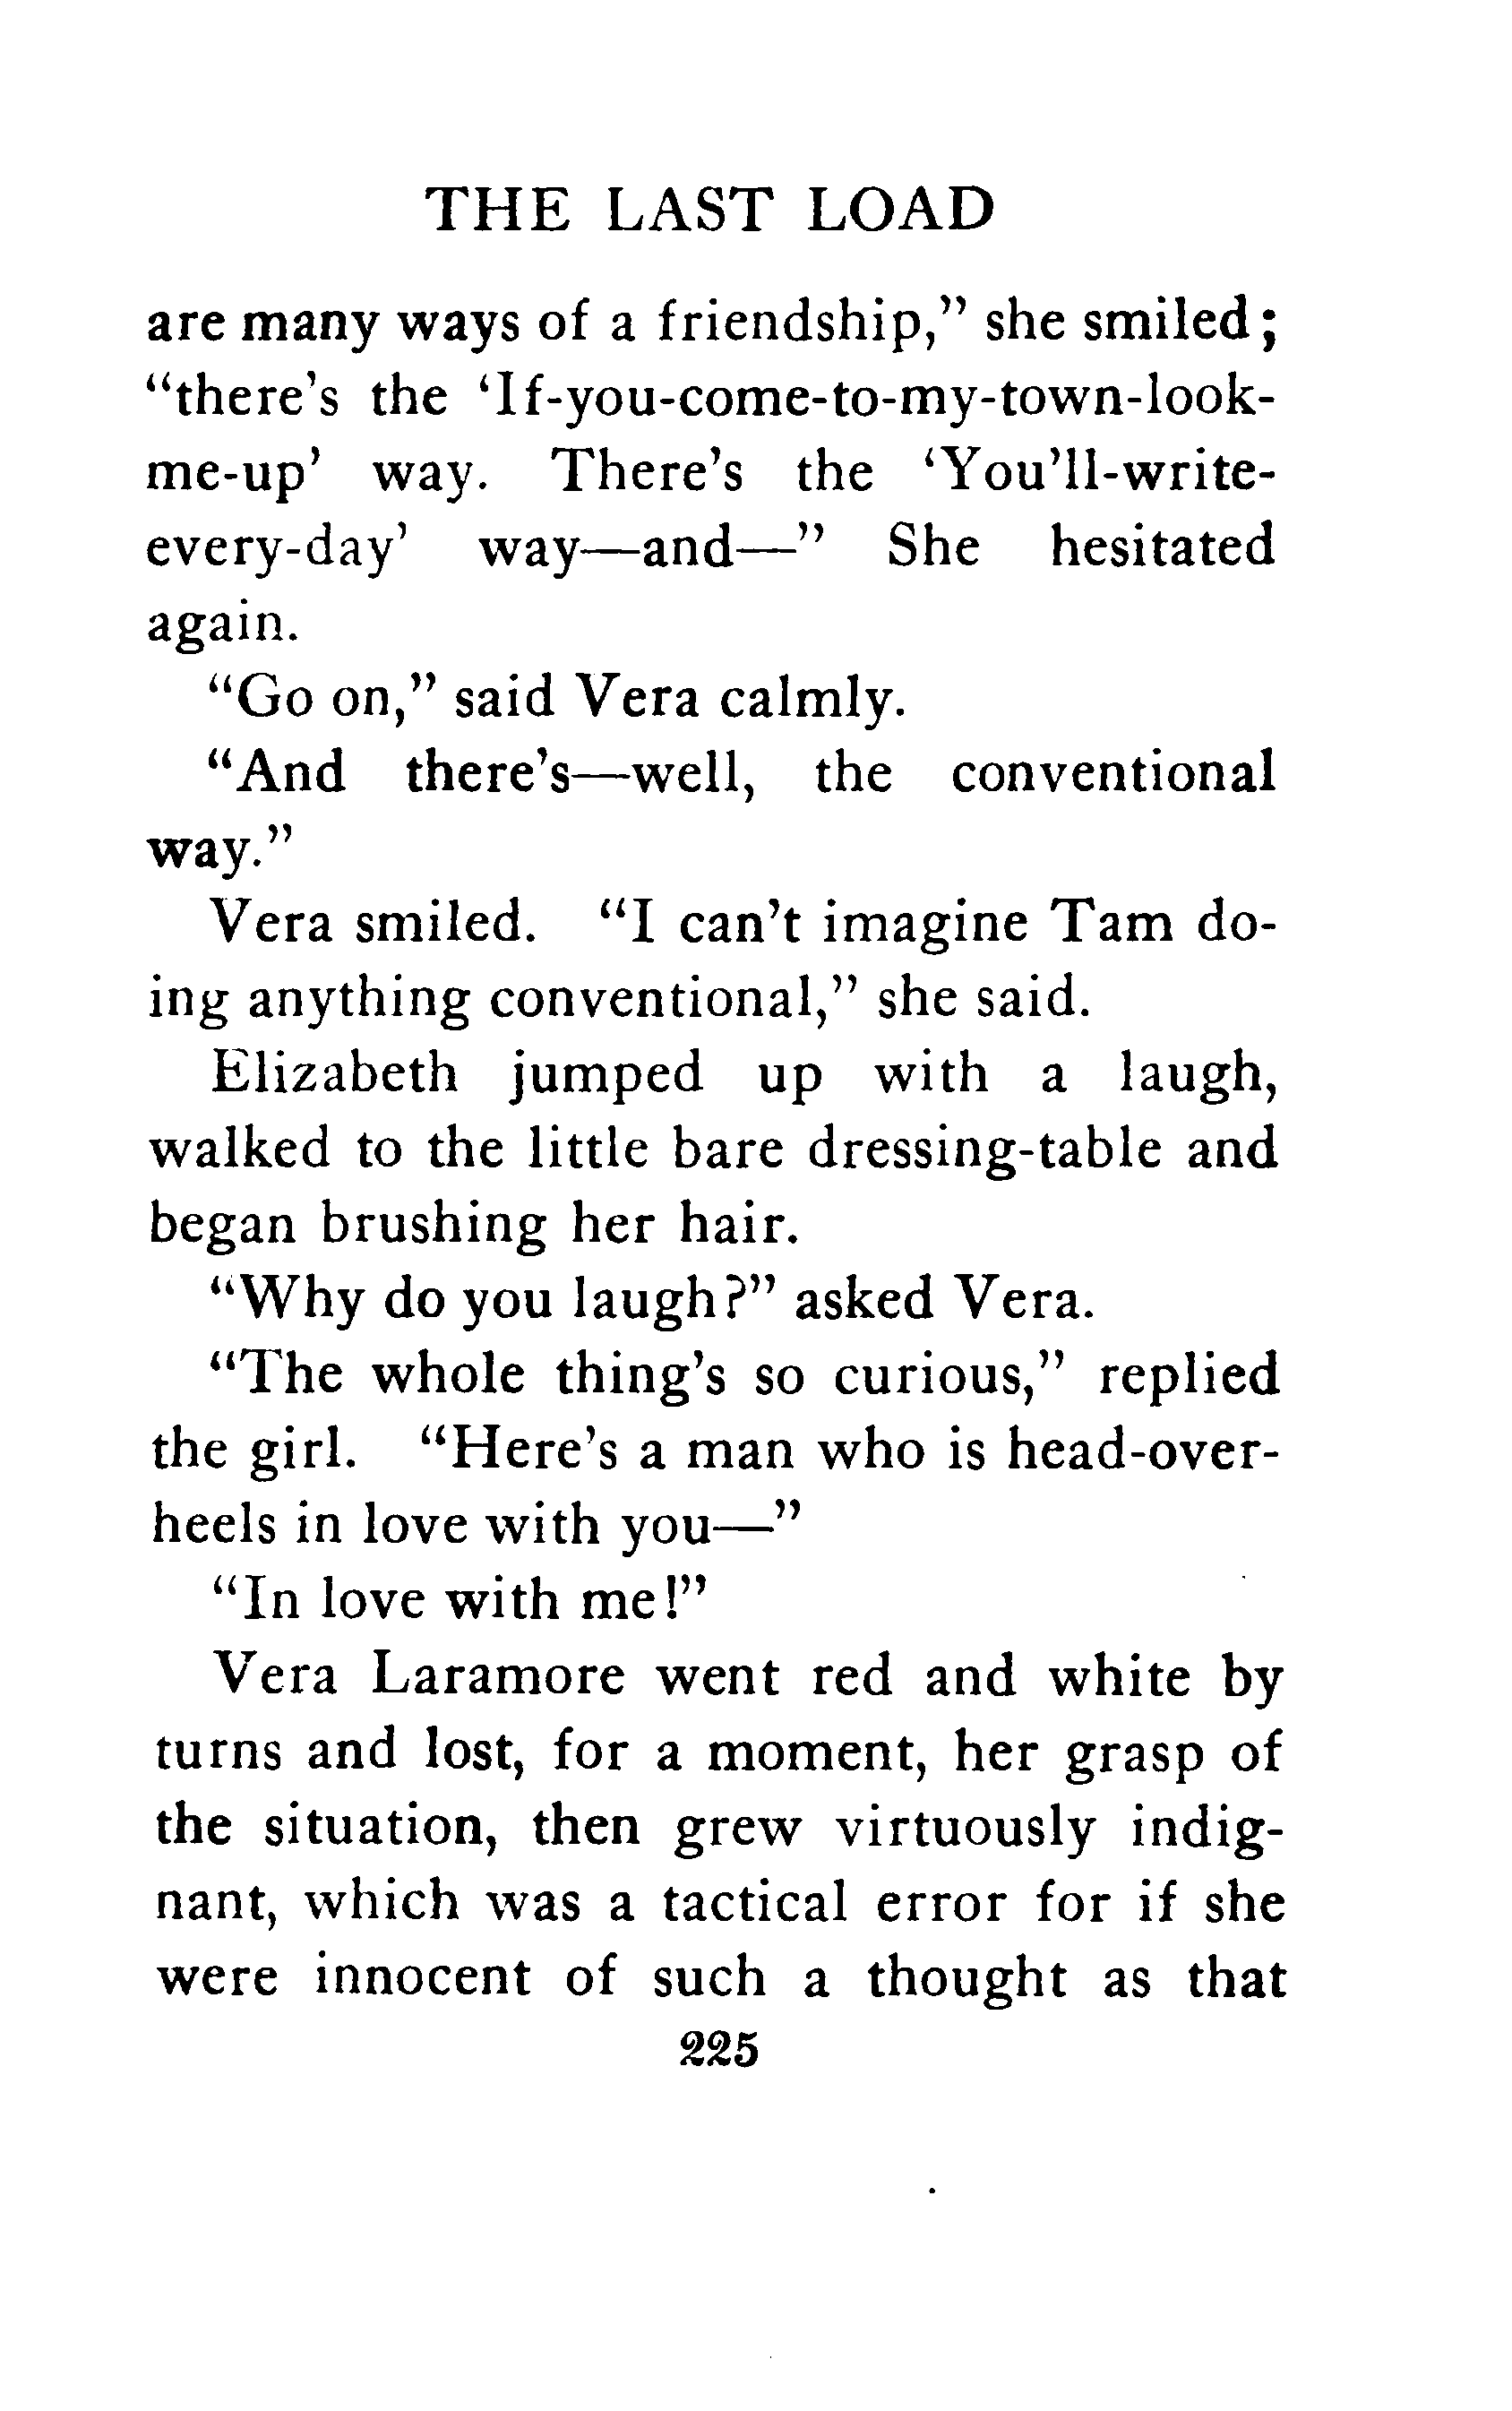 THE LAST LOAD
are many ways of a friendship,” she smiled;
“there’s the ‘If-you-come-to-my-town-look-
me-up’ way. There’s the ‘You’ll-write-
every-day’ way—and—” She hesitated
again.
“Go on,” said Vera calmly.
“And there’s—well, the conventional
way.”
Vera smiled. “I can’t imagine Tam do-
ing anything conventional,” she said.
Elizabeth jumped up with a laugh,
walked to the little bare dressing-table and
began brushing her hair.
“Why do you laugh?” asked Vera.
“The whole thing’s so curious,” replied
the girl. “Here’s a man who is head-over-
heels in love with you—”
“In love with me!”
Vera Laramore went red and white by
turns and lost, for a moment, her grasp of
the situation, then grew virtuously indig-
nant, which was a tactical error for if she
were innocent of such a thought as that
225